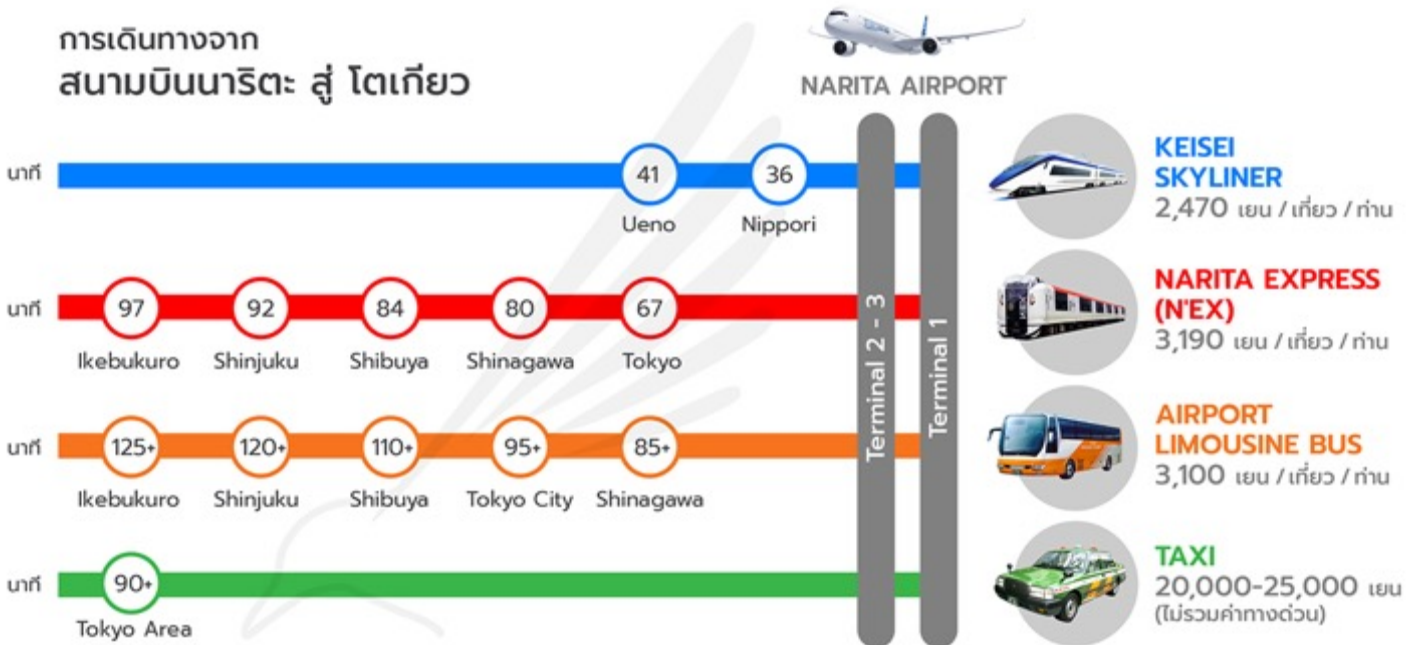 การเดินทางจาก
สนามบินนาริตะ สู่ โตเกียว
NARITA AIRPORT
นาที
41
36
Ueno
Nippori
KEISEI
SKYLINER
2,470 เยน / เที่ยว / ท่าน
นาที
97
92
84
80
67
Ikebukuro
Shinjuku
Shibuya
Shinagawa
Tokyo
NARITA EXPRESS
(N'EX)
3,190 เยน / เที่ยว / ท่าน
Terminal 2 - 3
Terminal 1
นาที
125+
120+
110+
95+
85+
Ikebukuro
Shinjuku
Shibuya
Tokyo City
Shinagawa
AIRPORT
LIMOUSINE BUS
3,100 เยน / เที่ยว / ท่าน
นาที
90+
Tokyo Area
TAXI
20,000-25,000 เยน
(ไม่รวมค่าทางด่วน)